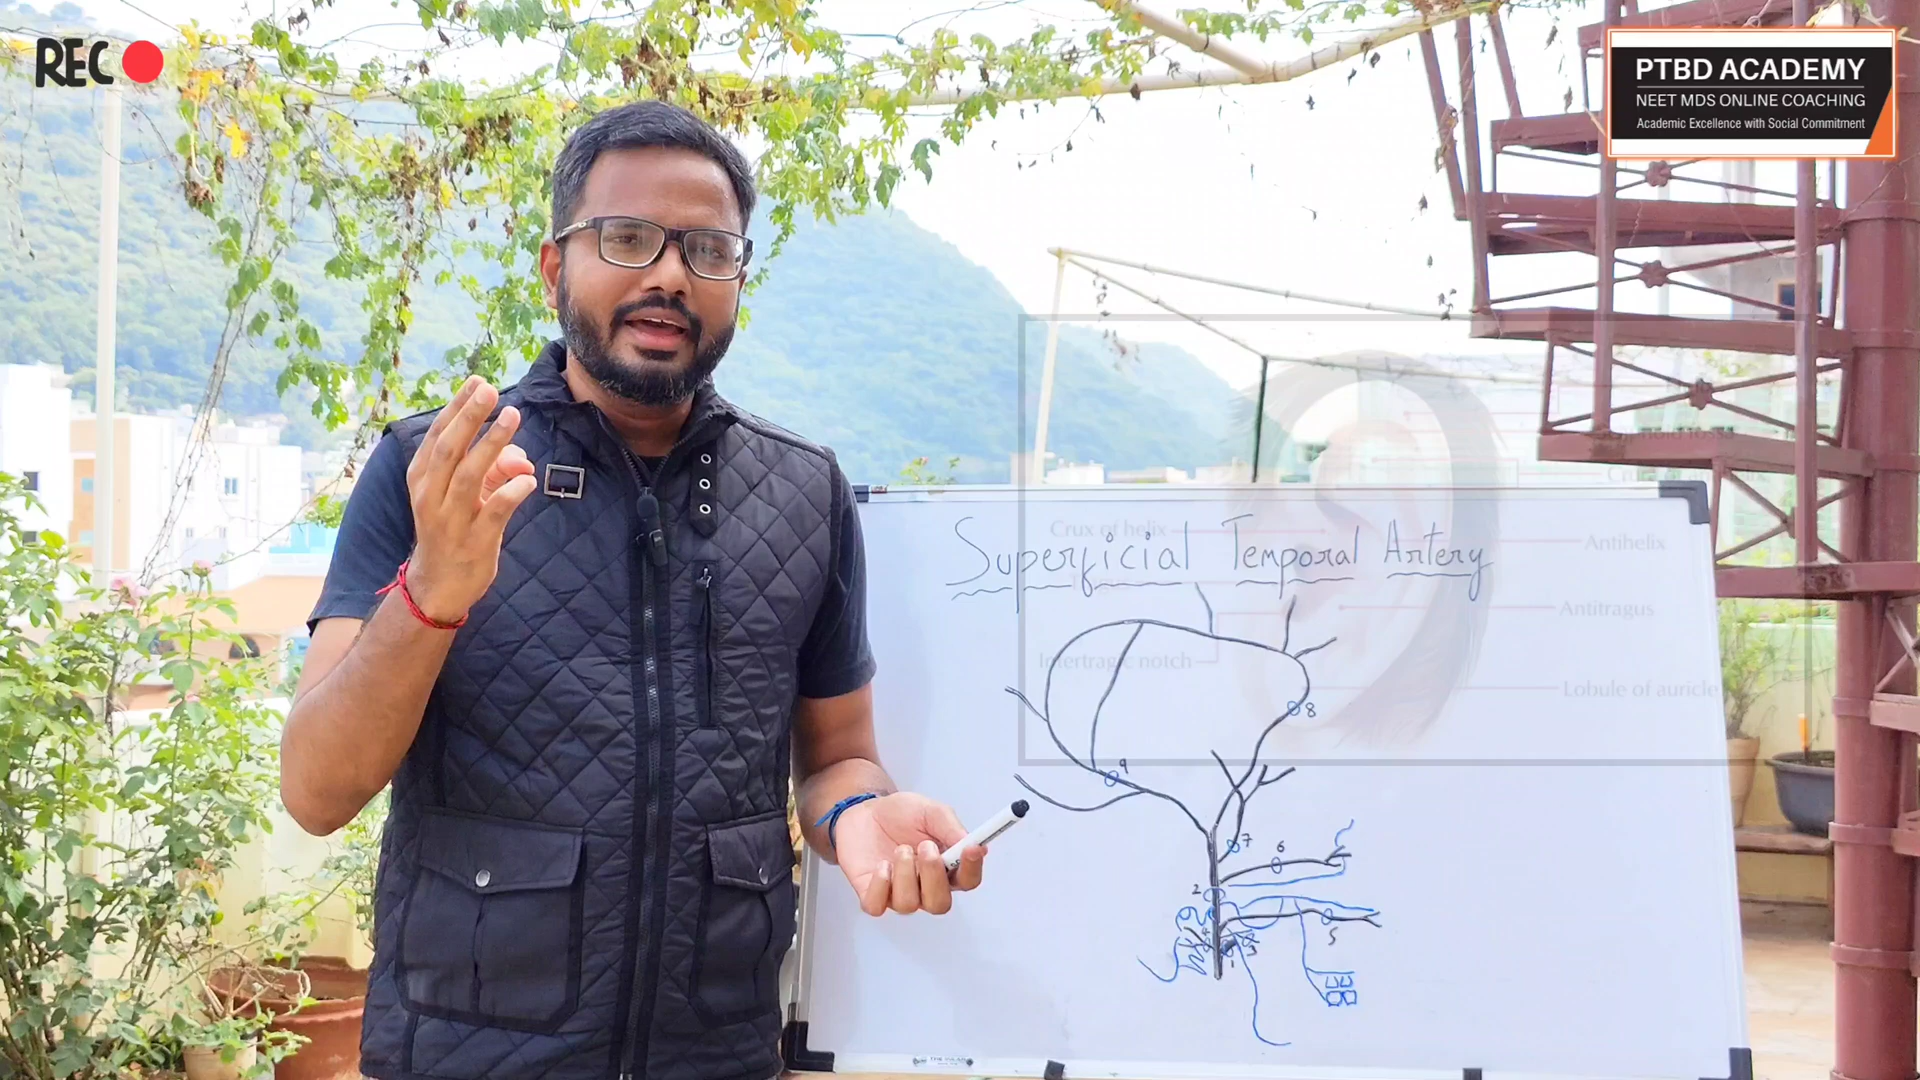 REC
PTBD ACADEMY
NEET MDS ONLINE COACHING
Academic Excellence with Social Commitment
Superficial Temporal Artery
Crux of helix
Antihelix
Antitragus
Intertragic notch
Lobule of auricle
8
9
7
6
2
5
3
1